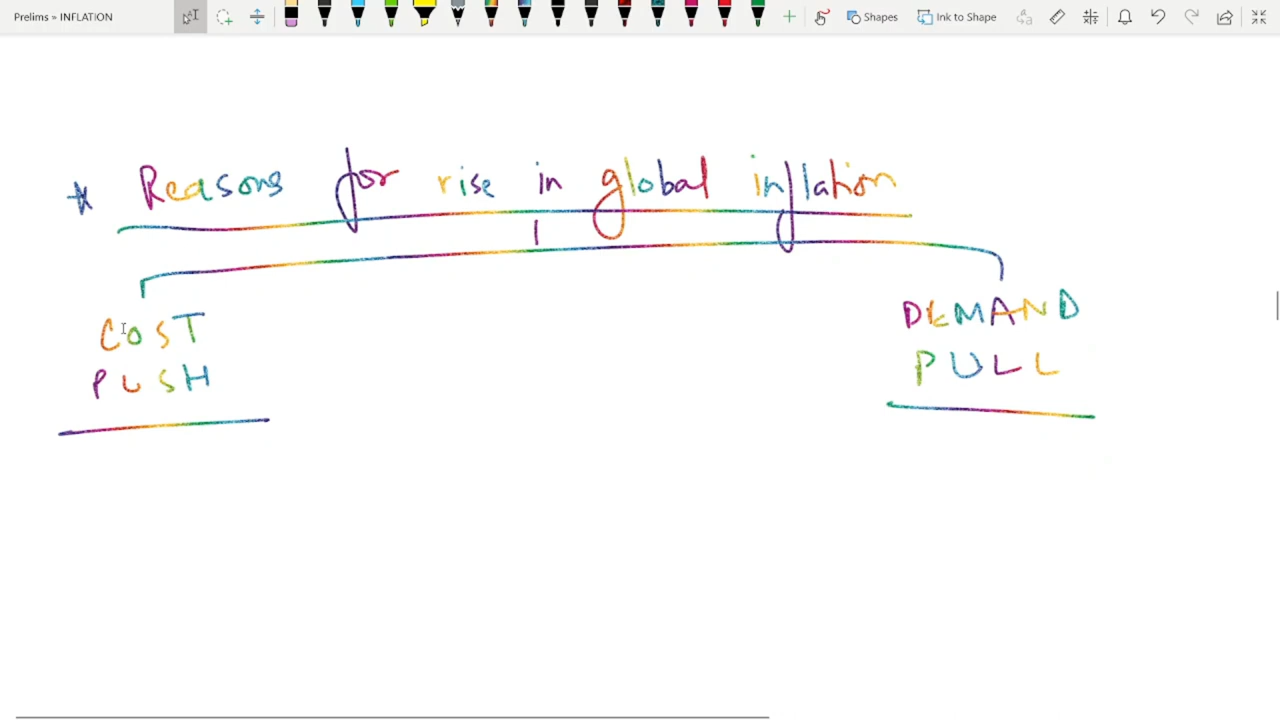 Prelims » INFLATION
Shapes
Ink to Shape
* Reasons for rise in global inflation
COST
PUSH
DEMAND
PULL